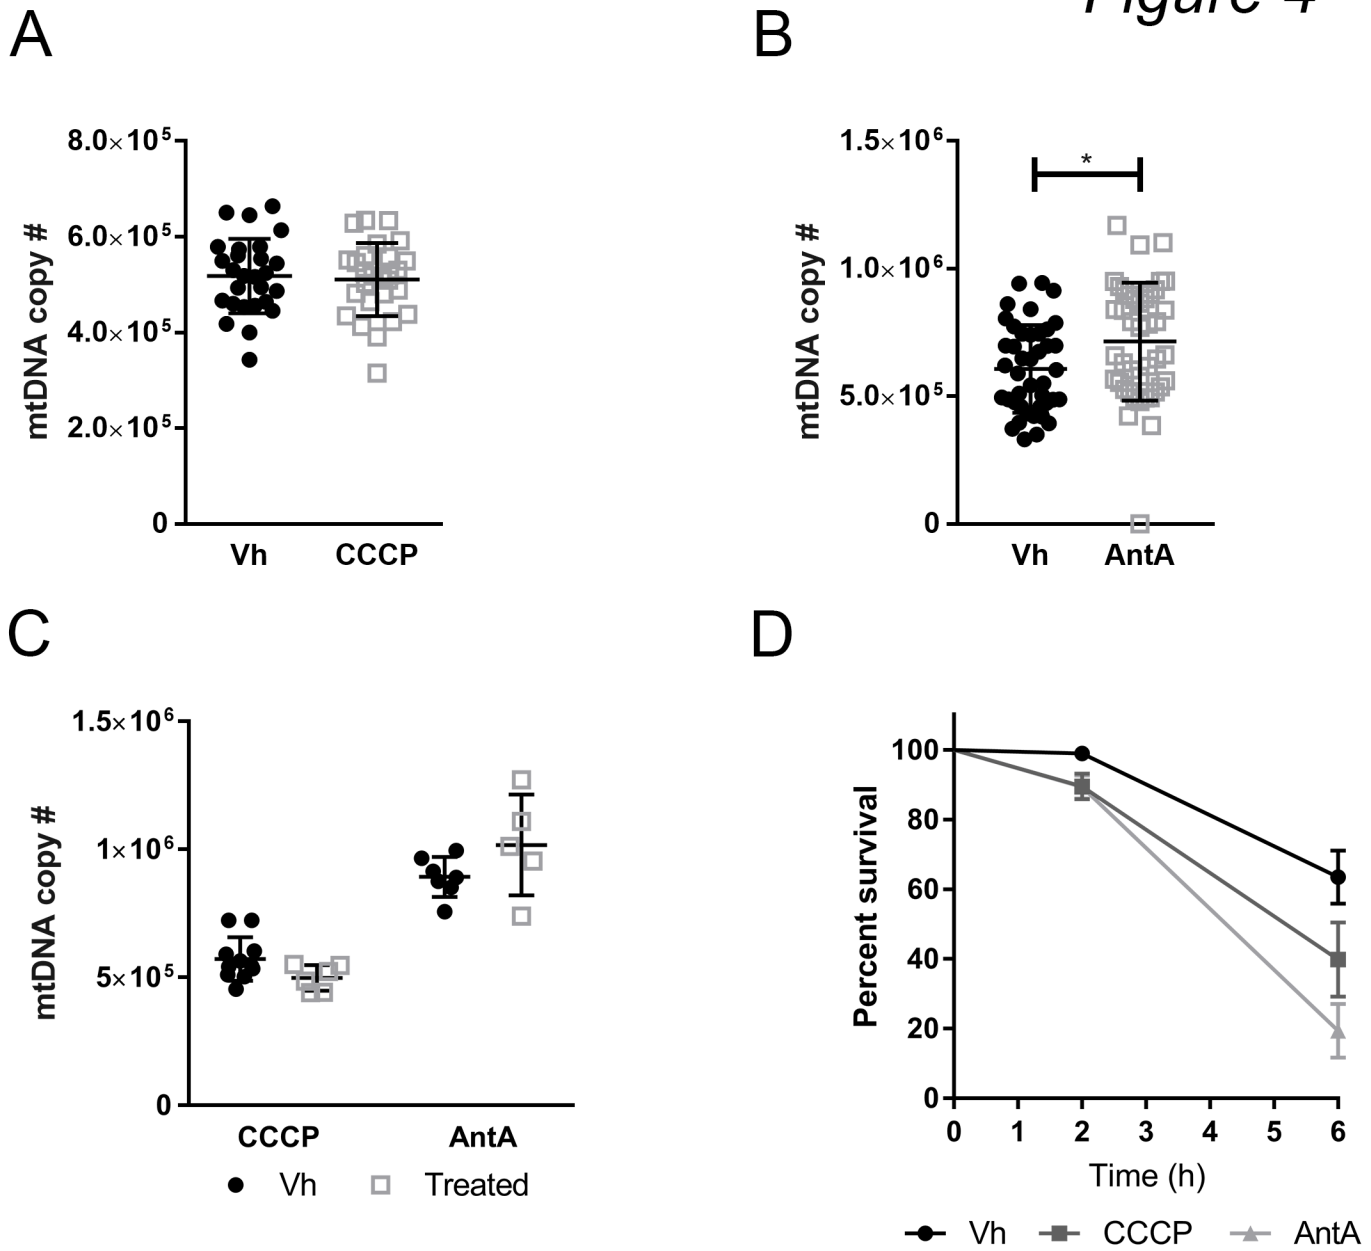 Figure 4
A
8.0×10⁵
6.0×10⁵
4.0×10⁵
2.0×10⁵
0
mtDNA copy #
Vh CCCP
B
1.5×10⁶
1.0×10⁶
5.0×10⁵
0
mtDNA copy #
*
Vh AntA
C
1.5×10⁶
1×10⁶
5×10⁵
0
mtDNA copy #
CCCP AntA
Vh Treated
D
100
80
60
40
20
0
Percent survival
0 1 2 3 4 5 6
Time (h)
Vh CCCP AntA